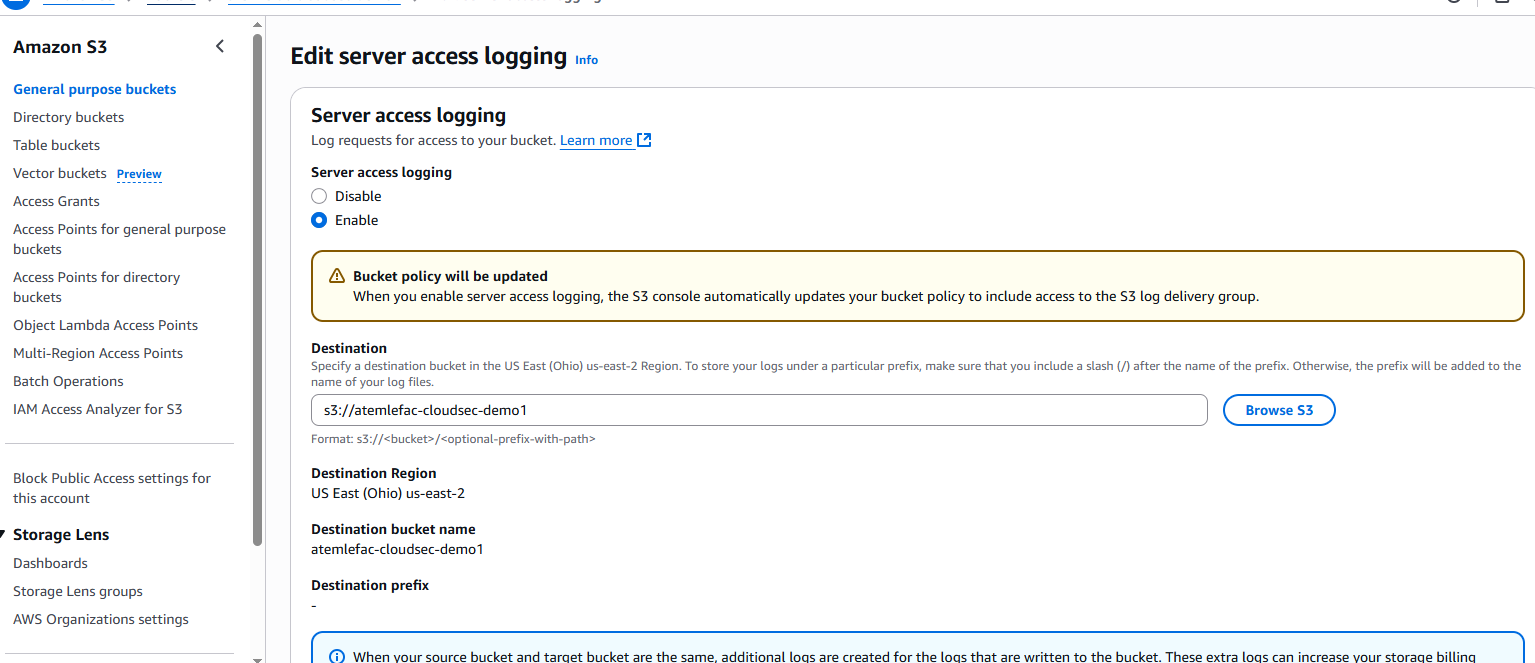 Amazon S3
General purpose buckets
Directory buckets
Table buckets
Vector buckets Preview
Access Grants
Access Points for general purpose
buckets
Access Points for directory
buckets
Object Lambda Access Points
Multi-Region Access Points
Batch Operations
IAM Access Analyzer for S3
Block Public Access settings for
this account
Storage Lens
Dashboards
Storage Lens groups
AWS Organizations settings
Edit server access logging Info
Server access logging
Log requests for access to your bucket. Learn more
Server access logging
Disable
Enable
Bucket policy will be updated
When you enable server access logging, the S3 console automatically updates your bucket policy to include access to the S3 log delivery group.
Destination
Specify a destination bucket in the US East (Ohio) us-east-2 Region. To store your logs under a particular prefix, make sure that you include a slash (/) after the name of the prefix. Otherwise, the prefix will be added to the
name of your log files.
s3://atemlefac-cloudsec-demo1
Browse S3
Format: s3://<bucket>/<optional-prefix-with-path>
Destination Region
US East (Ohio) us-east-2
Destination bucket name
atemlefac-cloudsec-demo1
Destination prefix
-
When your source bucket and target bucket are the same, additional logs are created for the logs that are written to the bucket. These extra logs can increase your storage billing